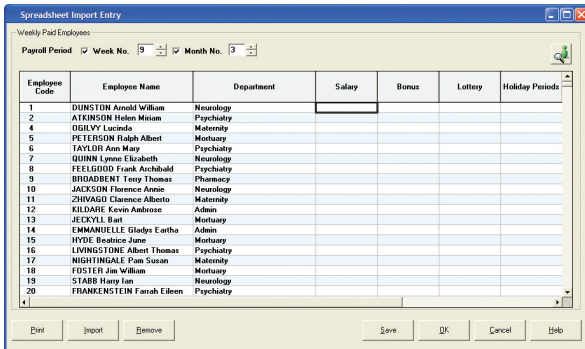 Spreadsheet Import Entry
Weekly Paid Employees
Payroll Period Week No. 9 Month No. 3
Employee Code Employee Name Department Salary Bonus Lottery Holiday Periods
1 DUNSTON Arnold William Neurology
2 ATKINSON Helen Miriam Psychiatry
4 OGILVY Lucinda Maternity
5 PETERSON Ralph Albert Mortuary
6 TAYLOR Ann Mary Psychiatry
7 QUINN Lynne Elizabeth Neurology
8 FEELGOOD Frank Archibald Psychiatry
9 BROADBENT Terry Thomas Pharmacy
10 JACKSON Florence Annie Neurology
11 ZHIVAGO Clarence Alberto Maternity
12 KILDARE Kevin Ambrose Admin
13 JECKYLL Bart Mortuary
14 EMMANUELLE Gladys Eartha Admin
15 HYDE Beatrice June Mortuary
16 LIVINGSTONE Albert Thomas Psychiatry
17 NIGHTINGALE Pam Susan Maternity
18 FOSTER Jim William Mortuary
19 STABB Harry Ian Neurology
20 FRANKENSTEIN Farrah Eileen Psychiatry
Print Import Remove Save OK Cancel Help